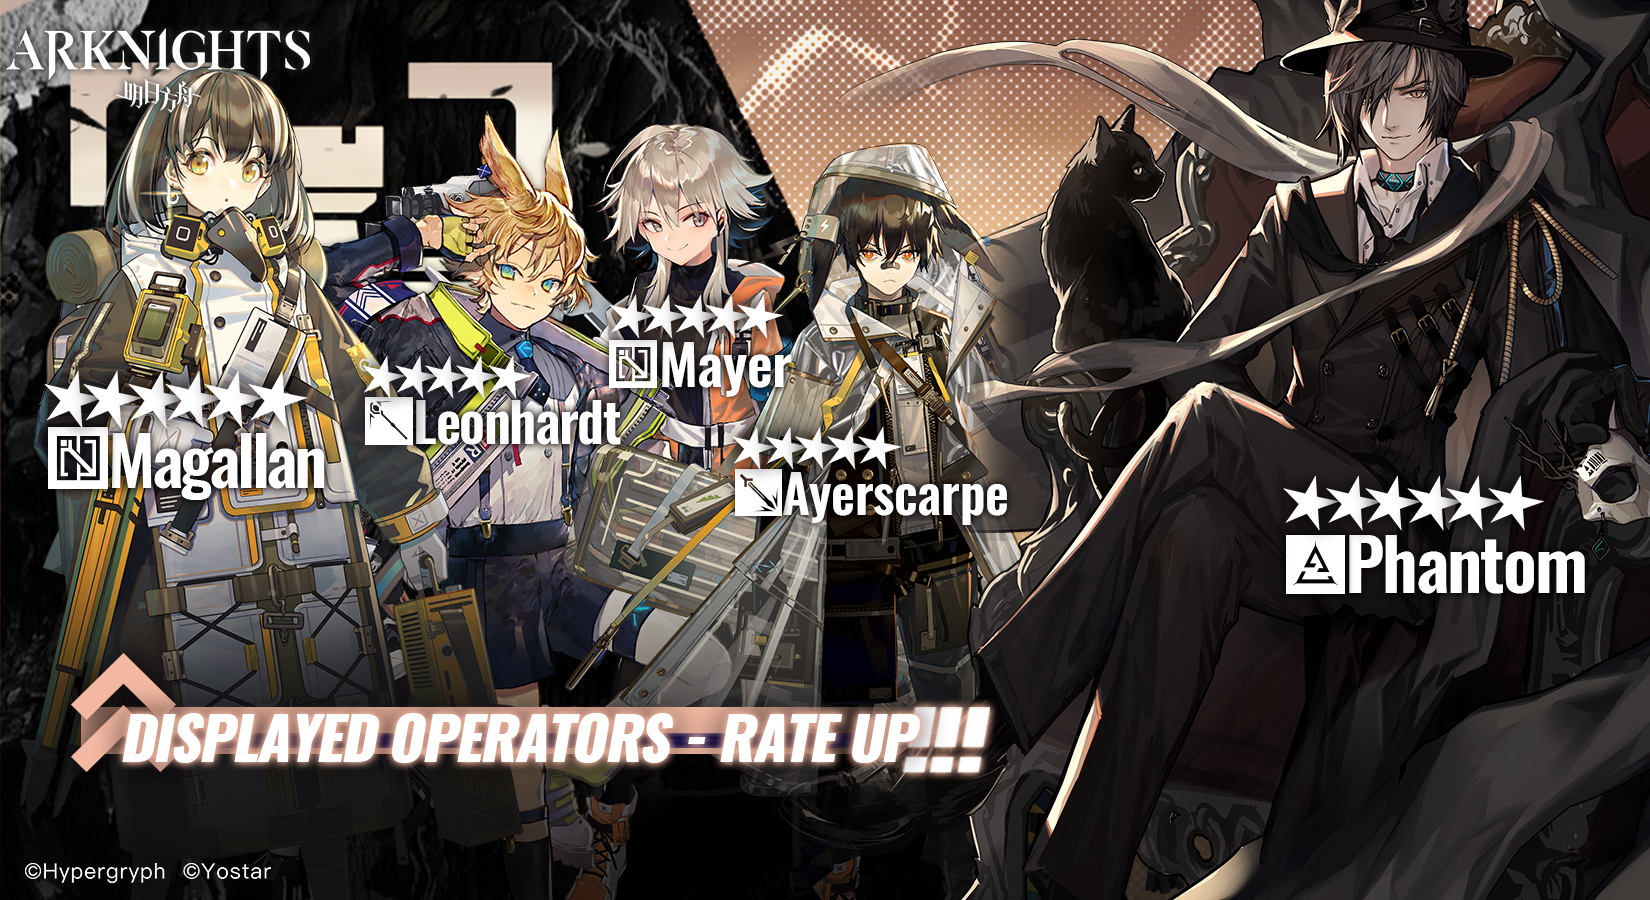 ARKNIGHTS
明日方舟
Magallan
Leonhardt
Mayer
Ayerscarpe
Phantom
DISPLAYED OPERATORS - RATE UP!!!
©Hypergryph ©Yostar